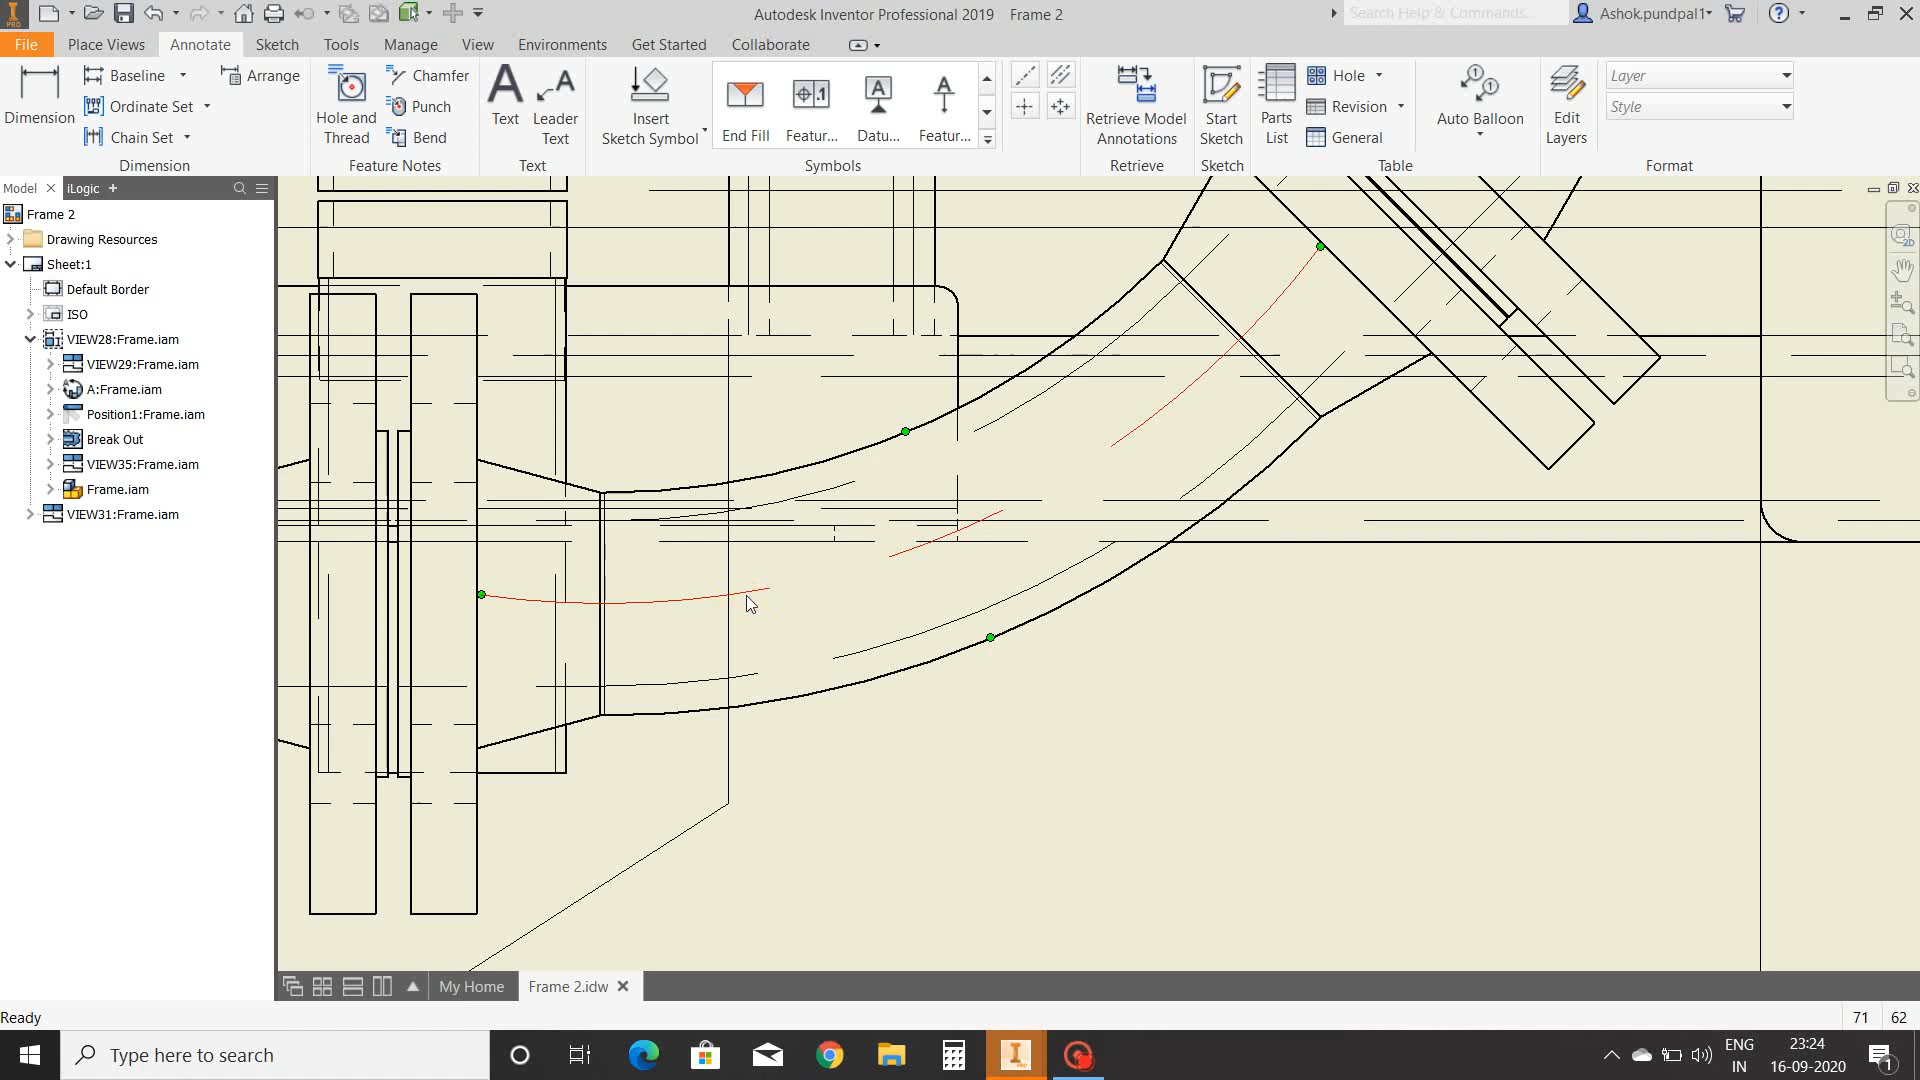 Autodesk Inventor Professional 2019 Frame 2
Search Help & Commands...
Ashok.pundpal1
File Place Views Annotate Sketch Tools Manage View Environments Get Started Collaborate
Dimension
Baseline
Arrange
Ordinate Set
Chain Set
Dimension
Hole and Thread
Chamfer
Punch
Bend
Feature Notes
Text
Leader Text
Text
Insert Sketch Symbol
End Fill
Featur...
Datu...
Featur...
Symbols
Retrieve Model Annotations
Retrieve
Start Sketch
Sketch
Parts List
Hole
Revision
General
Table
Auto Balloon
Edit Layers
Layer
Style
Format
Model
iLogic
Frame 2
Drawing Resources
Sheet:1
Default Border
ISO
VIEW28:Frame.iam
VIEW29:Frame.iam
A:Frame.iam
Position1:Frame.iam
Break Out
VIEW35:Frame.iam
Frame.iam
VIEW31:Frame.iam
My Home
Frame 2.idw
Ready
71 62
Type here to search
ENG
IN
23:24
16-09-2020
1